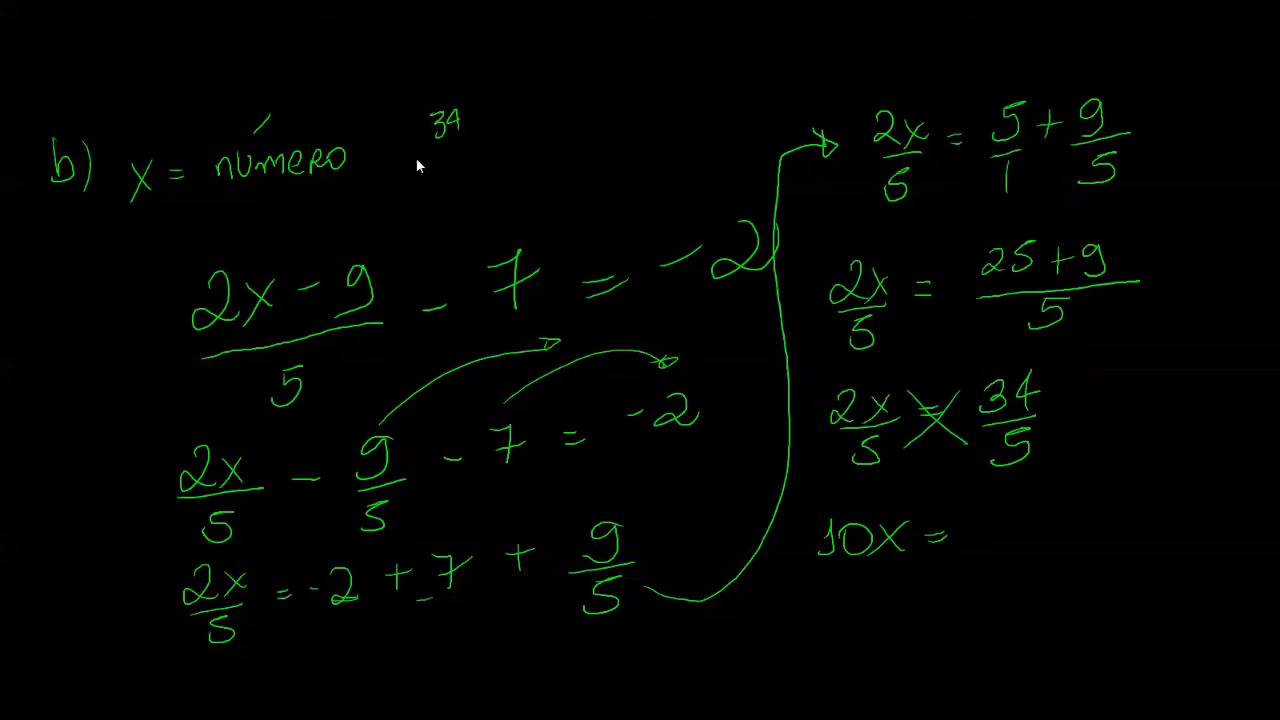 34
b) x = número
2x - 9 / 5 - 7 = -2
2x/5 - 9/5 - 7 = -2
2x/5 = -2 + 7 + 9/5
2x/5 = 5/1 + 9/5
2x/5 = 25 + 9 / 5
2x/5 = 34/5
10x =